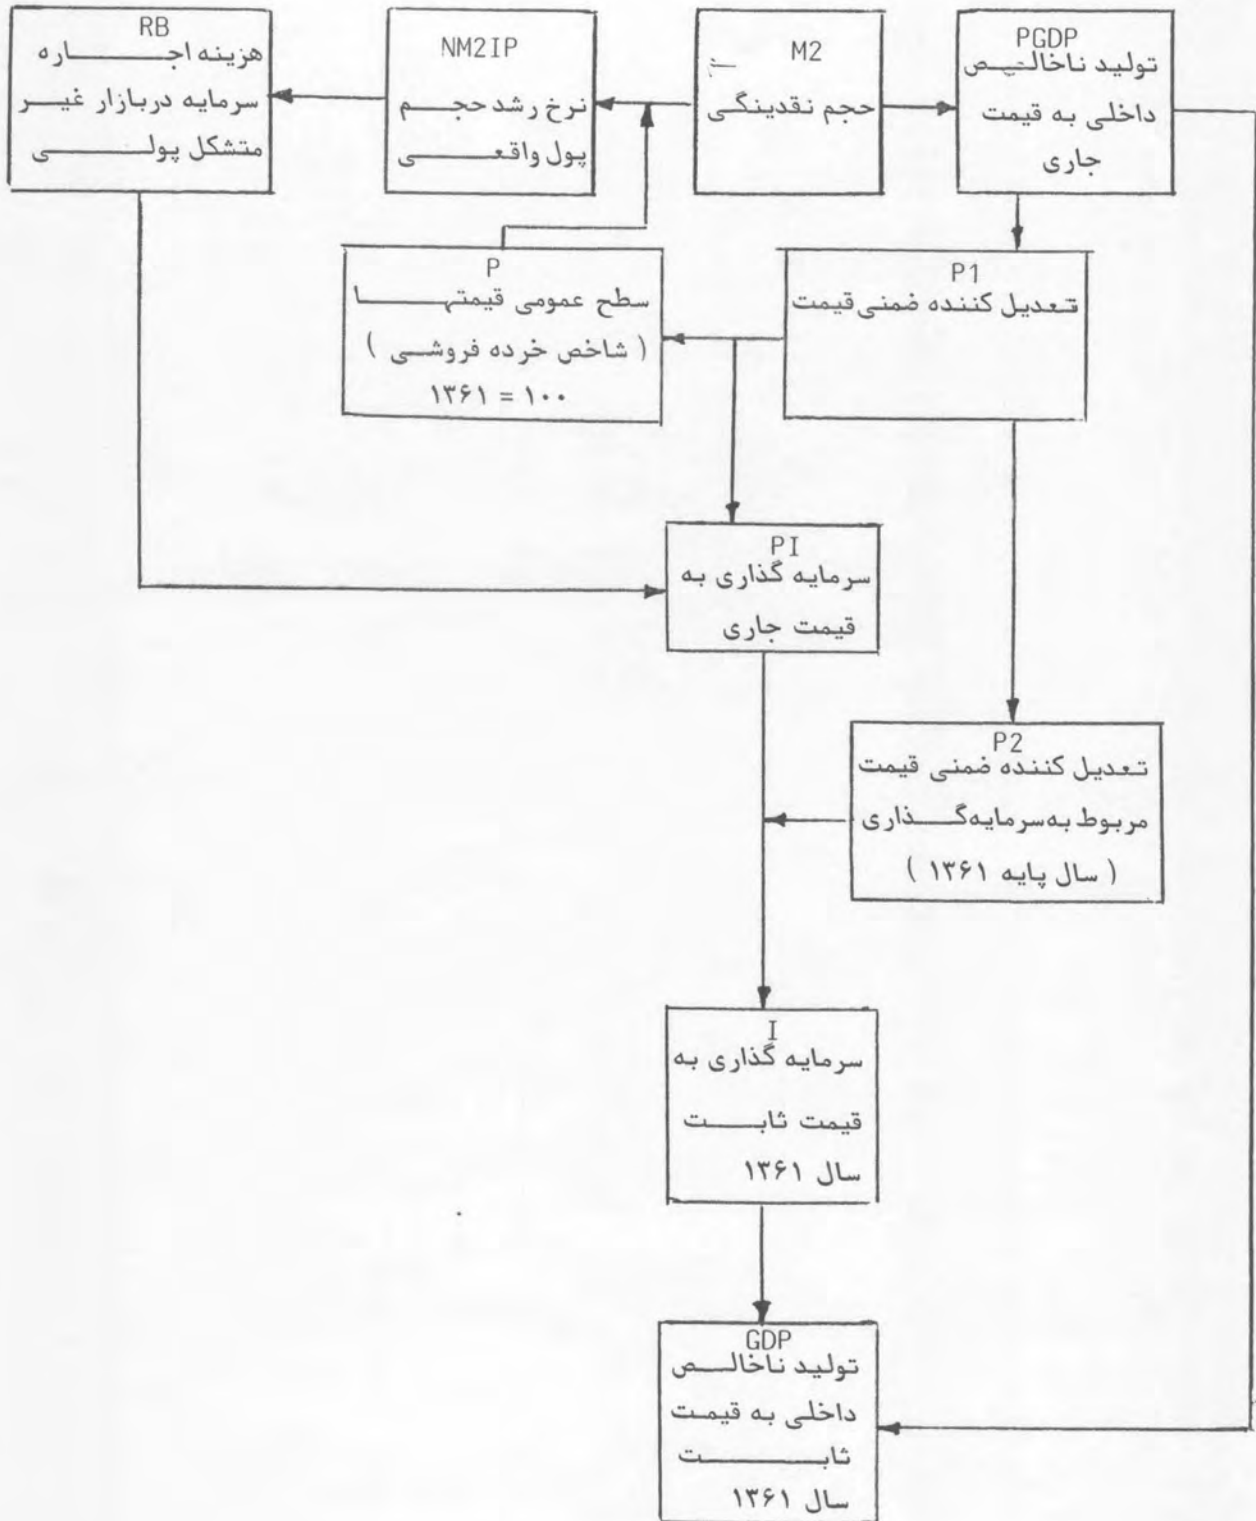 PGDP
تولید ناخالص
داخلی به قیمت
جاری
M2
حجم نقدینگی
NM2IP
نرخ رشد حجم
پول واقعی
RB
هزینه اجاره
سرمایه دربازار غیر
متشکل پولی
P1
تعدیل کننده ضمنی قیمت
P
سطح عمومی قیمتها
( شاخص خرده فروشی )
۱۳۶۱ = ۱۰۰
PI
سرمایه گذاری به
قیمت جاری
P2
تعدیل کننده ضمنی قیمت
مربوط به سرمایه‌گذاری
( سال پایه ۱۳۶۱ )
I
سرمایه گذاری به
قیمت ثابت
سال ۱۳۶۱
GDP
تولید ناخالص
داخلی به قیمت
ثابت
سال ۱۳۶۱